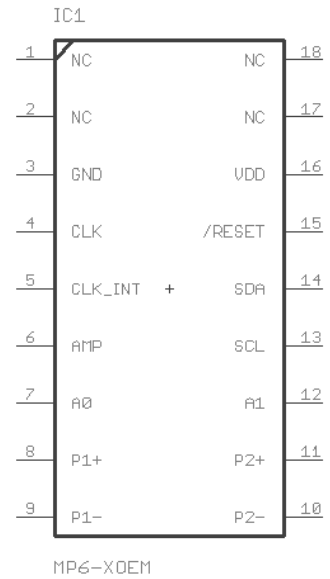 IC1
1 NC NC 18
2 NC NC 17
3 GND VDD 16
4 CLK /RESET 15
5 CLK_INT + SDA 14
6 AMP SCL 13
7 A0 A1 12
8 P1+ P2+ 11
9 P1- P2- 10
MP6-XOEM